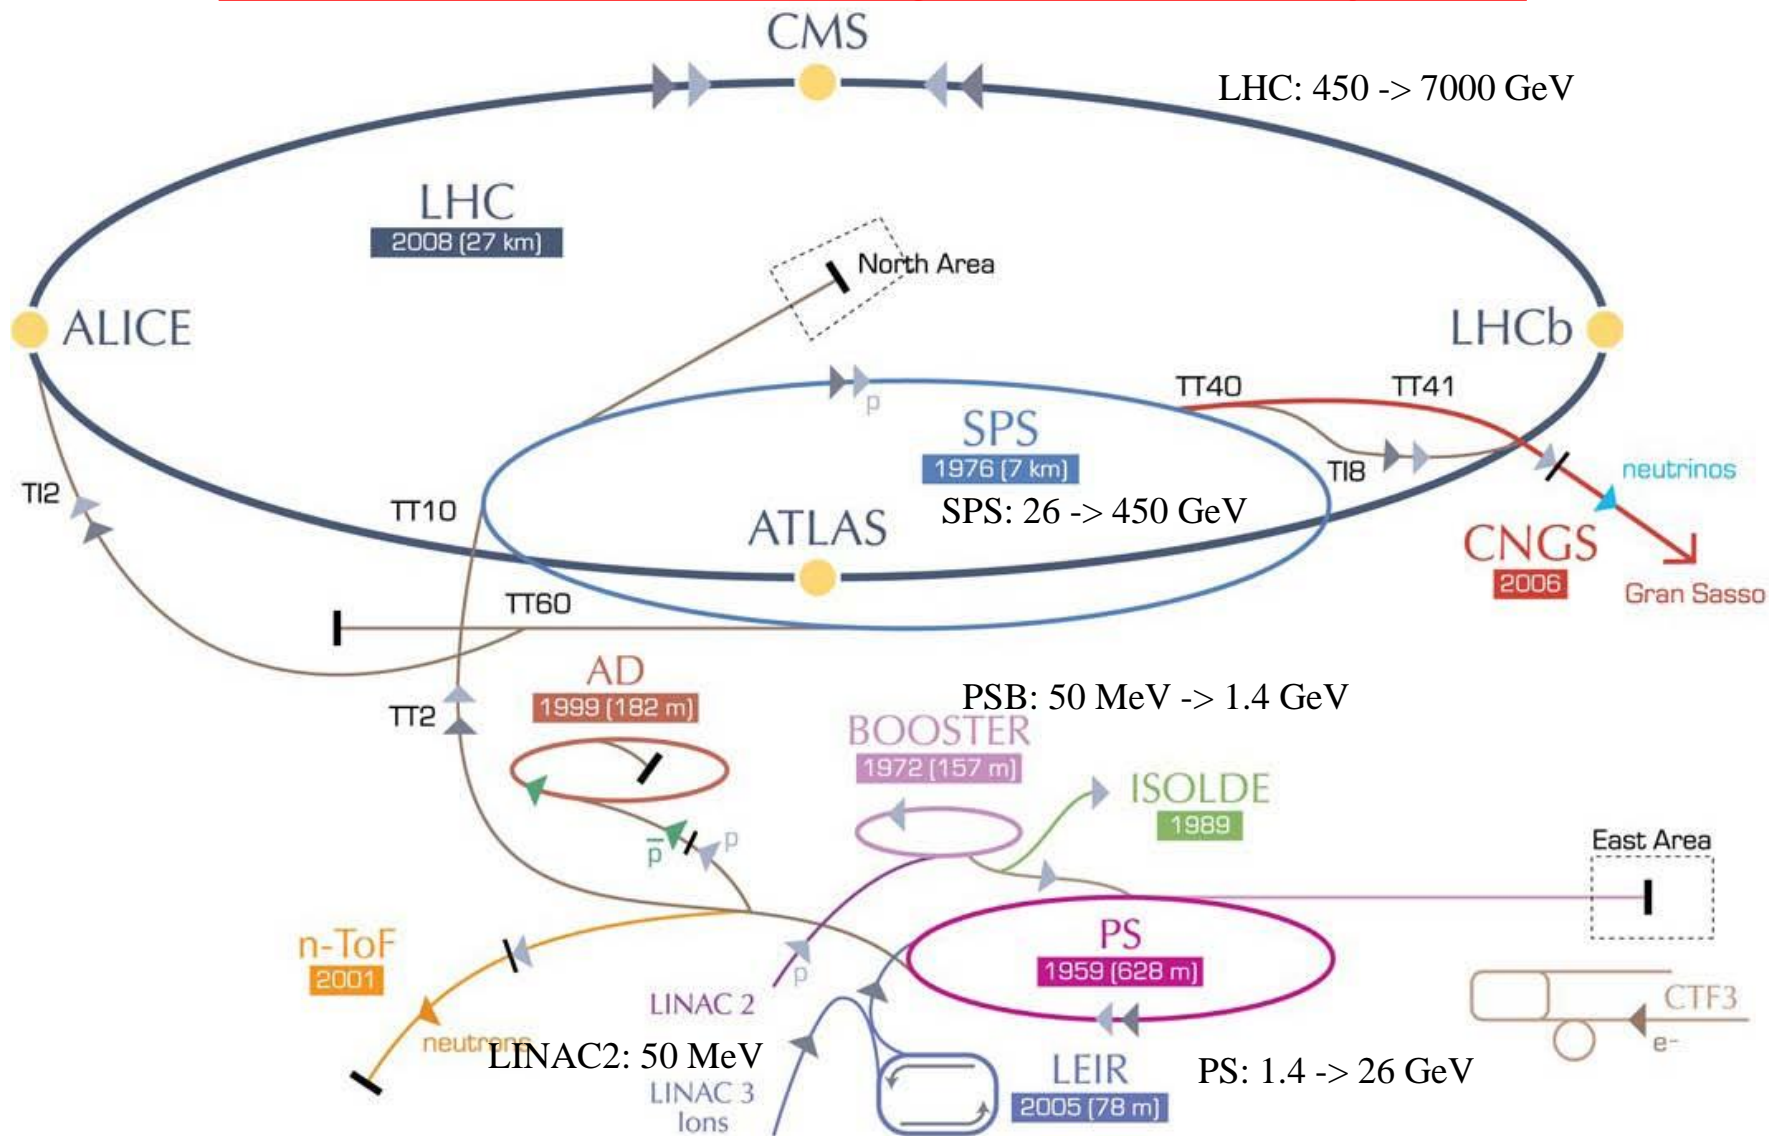 CMS
LHC: 450 -> 7000 GeV
LHC
2008 (27 km)
North Area
ALICE
LHCb
TT40
TT41
p
SPS
1976 (7 km)
TI8
neutrinos
TI2
TT10
SPS: 26 -> 450 GeV
ATLAS
CNGS
2006
Gran Sasso
TT60
AD
1999 (182 m)
PSB: 50 MeV -> 1.4 GeV
TT2
BOOSTER
1972 (157 m)
ISOLDE
1989
p
p̅
East Area
n-ToF
2001
PS
1959 (628 m)
p
LINAC 2
CTF3
neutrons
LINAC2: 50 MeV
e-
LEIR
2005 (78 m)
PS: 1.4 -> 26 GeV
LINAC 3
Ions